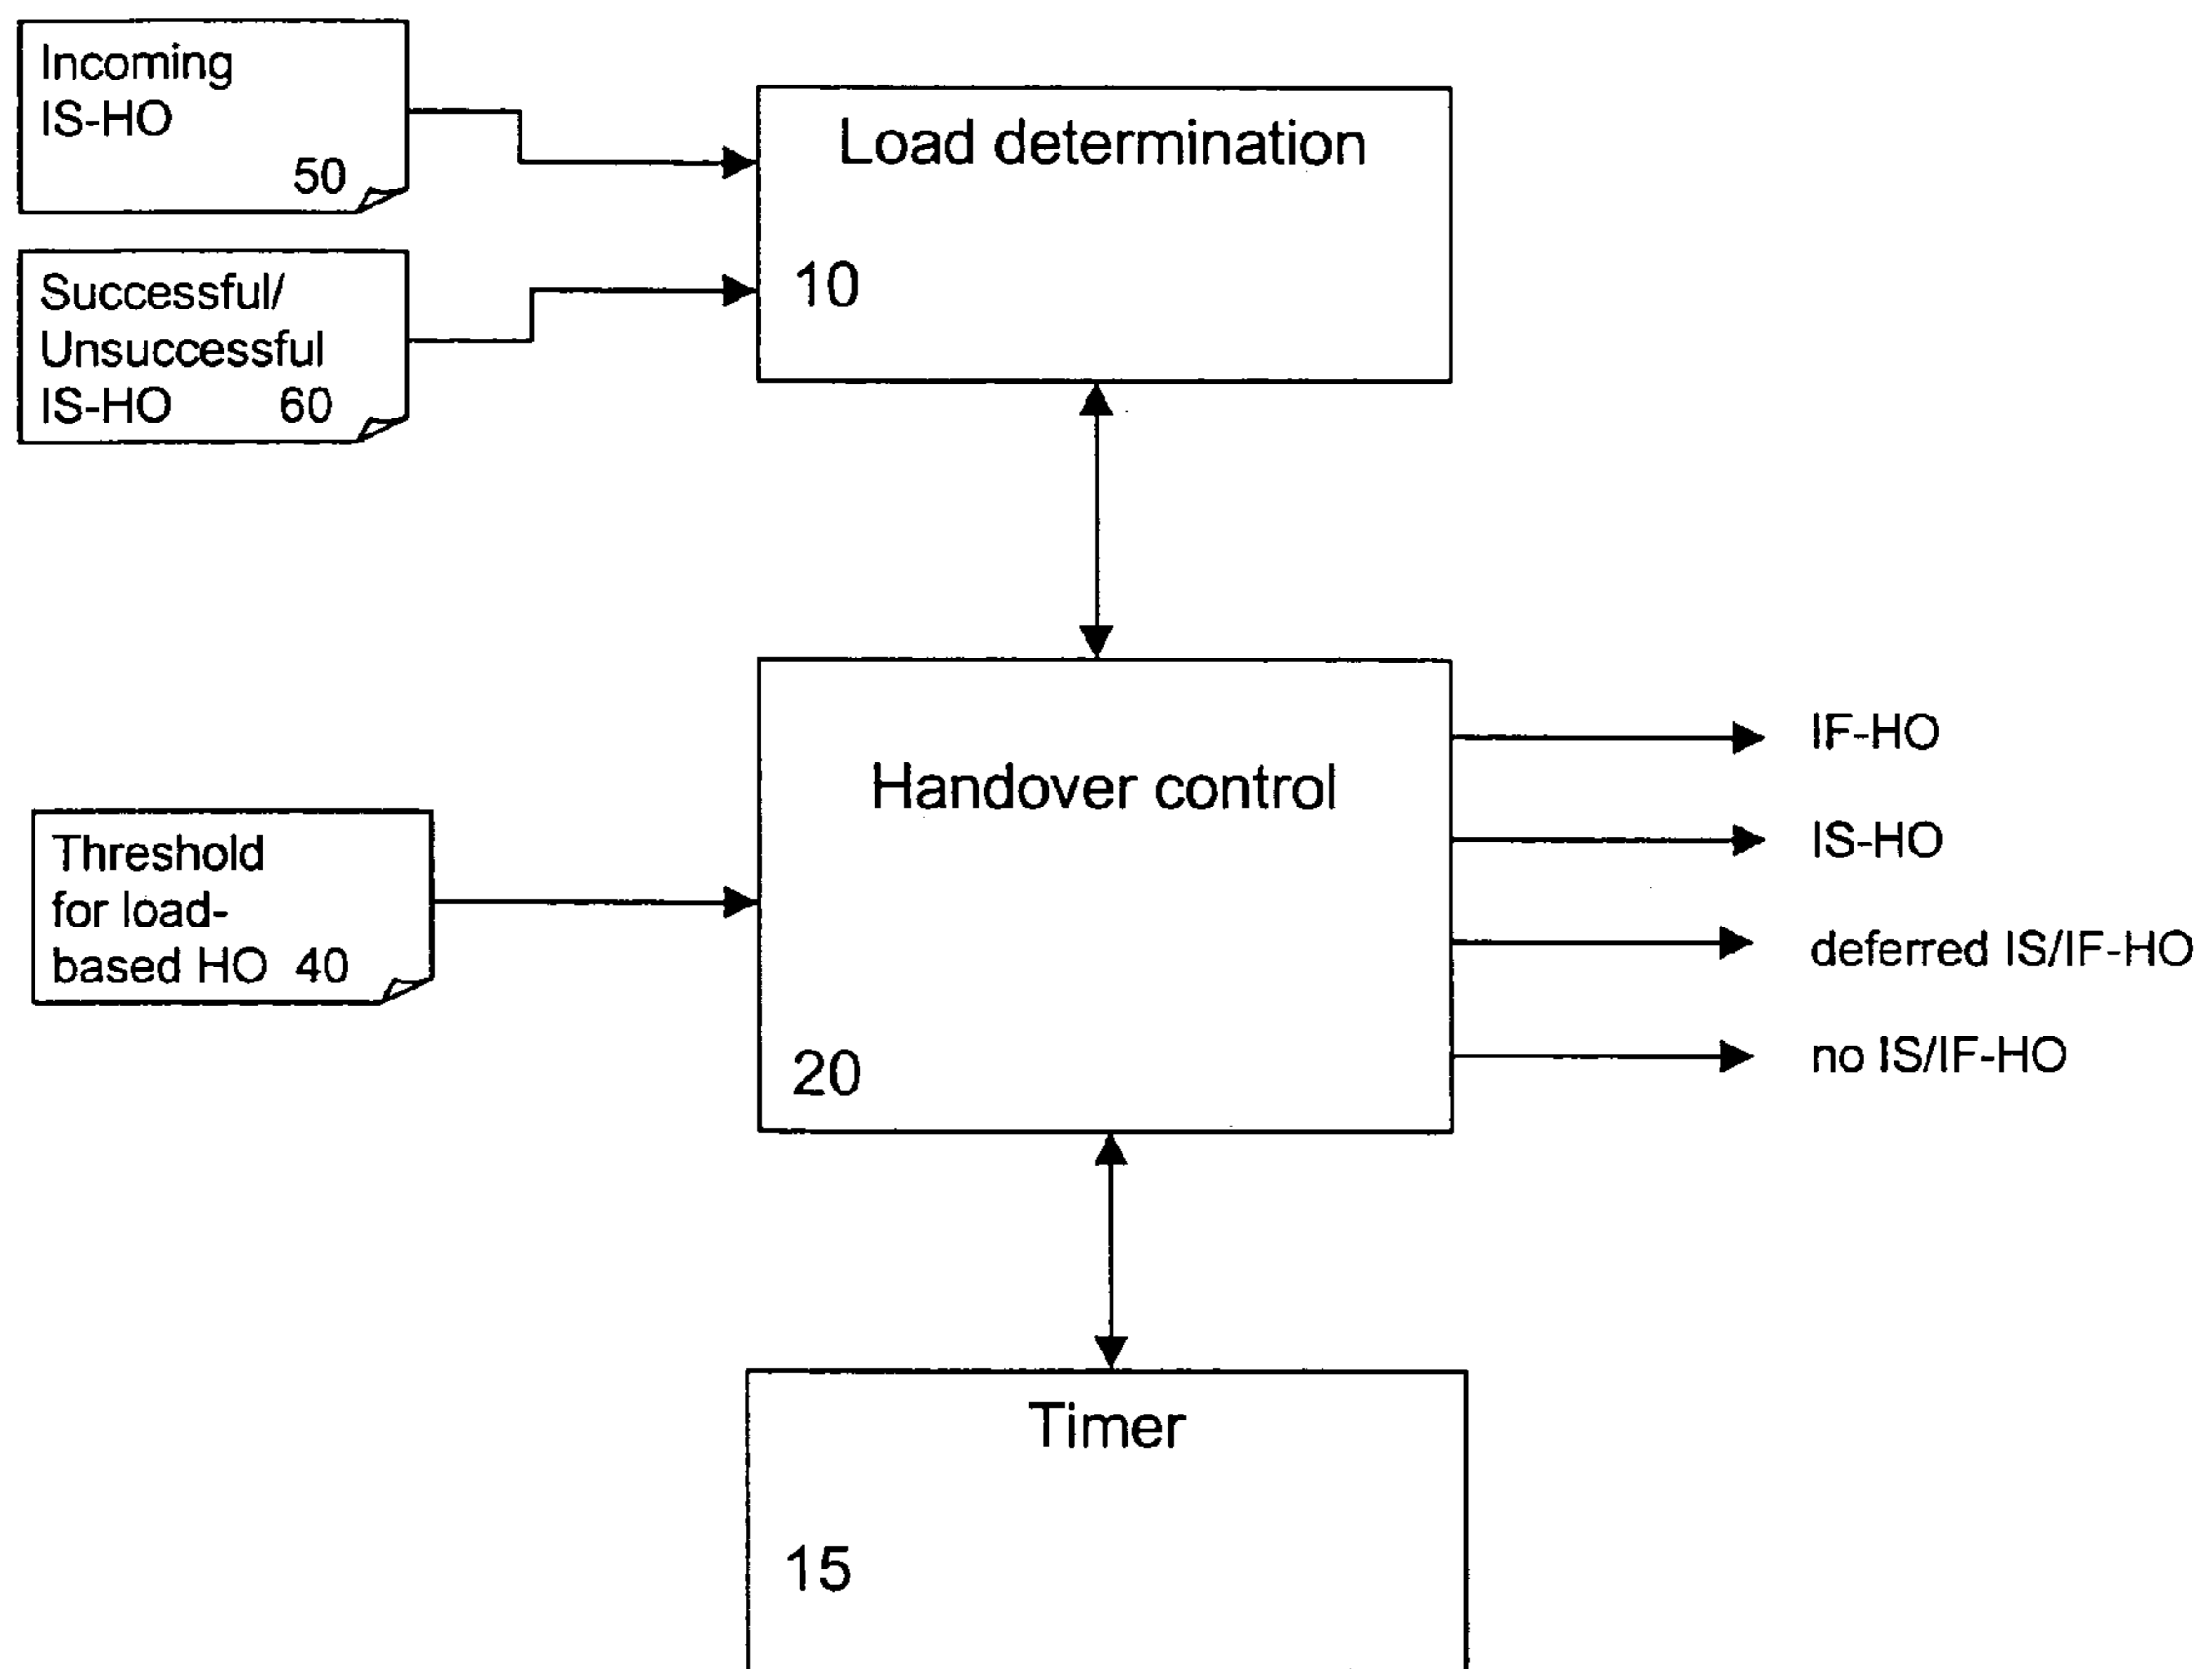 Incoming
IS-HO
50
Load determination
10
Successful/
Unsuccessful
IS-HO 60
Handover control
20
Threshold
for load-
based HO 40
IF-HO
IS-HO
deferred IS/IF-HO
no IS/IF-HO
Timer
15